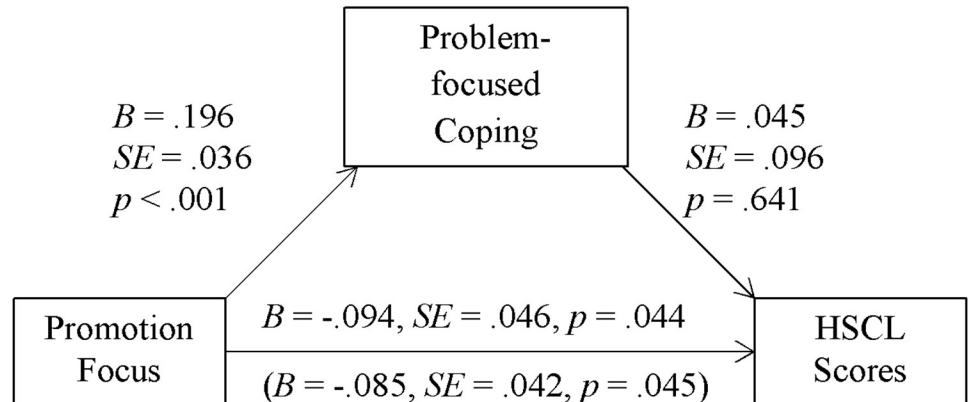 Problem-
focused
Coping
B = .196
SE = .036
p < .001
B = .045
SE = .096
p = .641
Promotion
Focus
B = -.094, SE = .046, p = .044
(B = -.085, SE = .042, p = .045)
HSCL
Scores